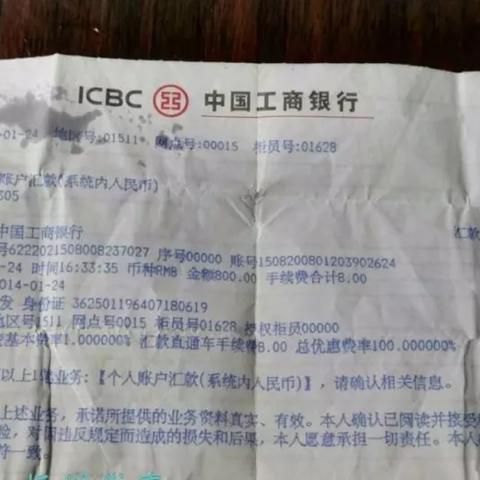 ICBC 中国工商银行
-01-24 地区号:01511 网点号:00015 柜员号:01628
账户汇款(系统内人民币)
305
中国工商银行 汇款
号6222021508008237027 序号00000 账号1508200801203902624
-24 时间16:33:35 币种RMB 金额800.00 手续费合计8.00
014-01-24
发 身份证 362501196407180619
地区号1511 网点号0015 柜员号01628 授权柜员00000
基本费率1.000000% 汇款直通车手续费8.00 总优惠费率100.000000%
以上1笔业务:【个人账户汇款(系统内人民币)】,请确认相关信息。
上述业务,承诺所提供的业务资料真实、有效。本人确认已阅读并接受
险,对因违反规定而造成的损失和后果,本人愿意承担一切责任。本人
符一致。